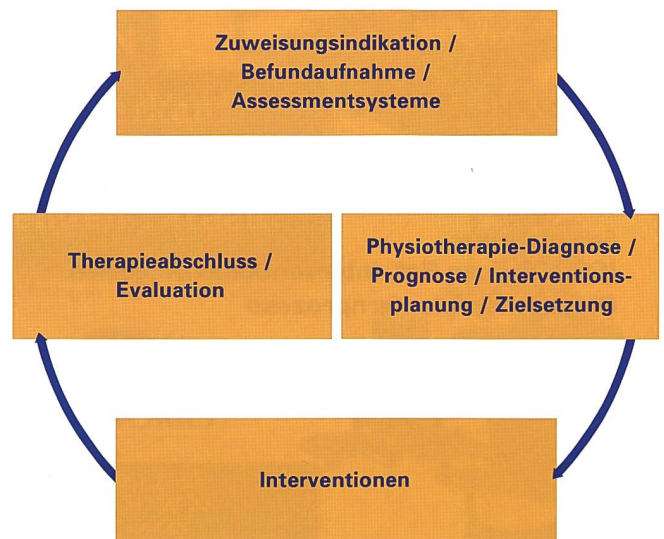 Zuweisungsindikation /
Befundaufnahme /
Assessmentsysteme
Therapieabschluss /
Evaluation
Physiotherapie-Diagnose /
Prognose / Interventions-
planung / Zielsetzung
Interventionen